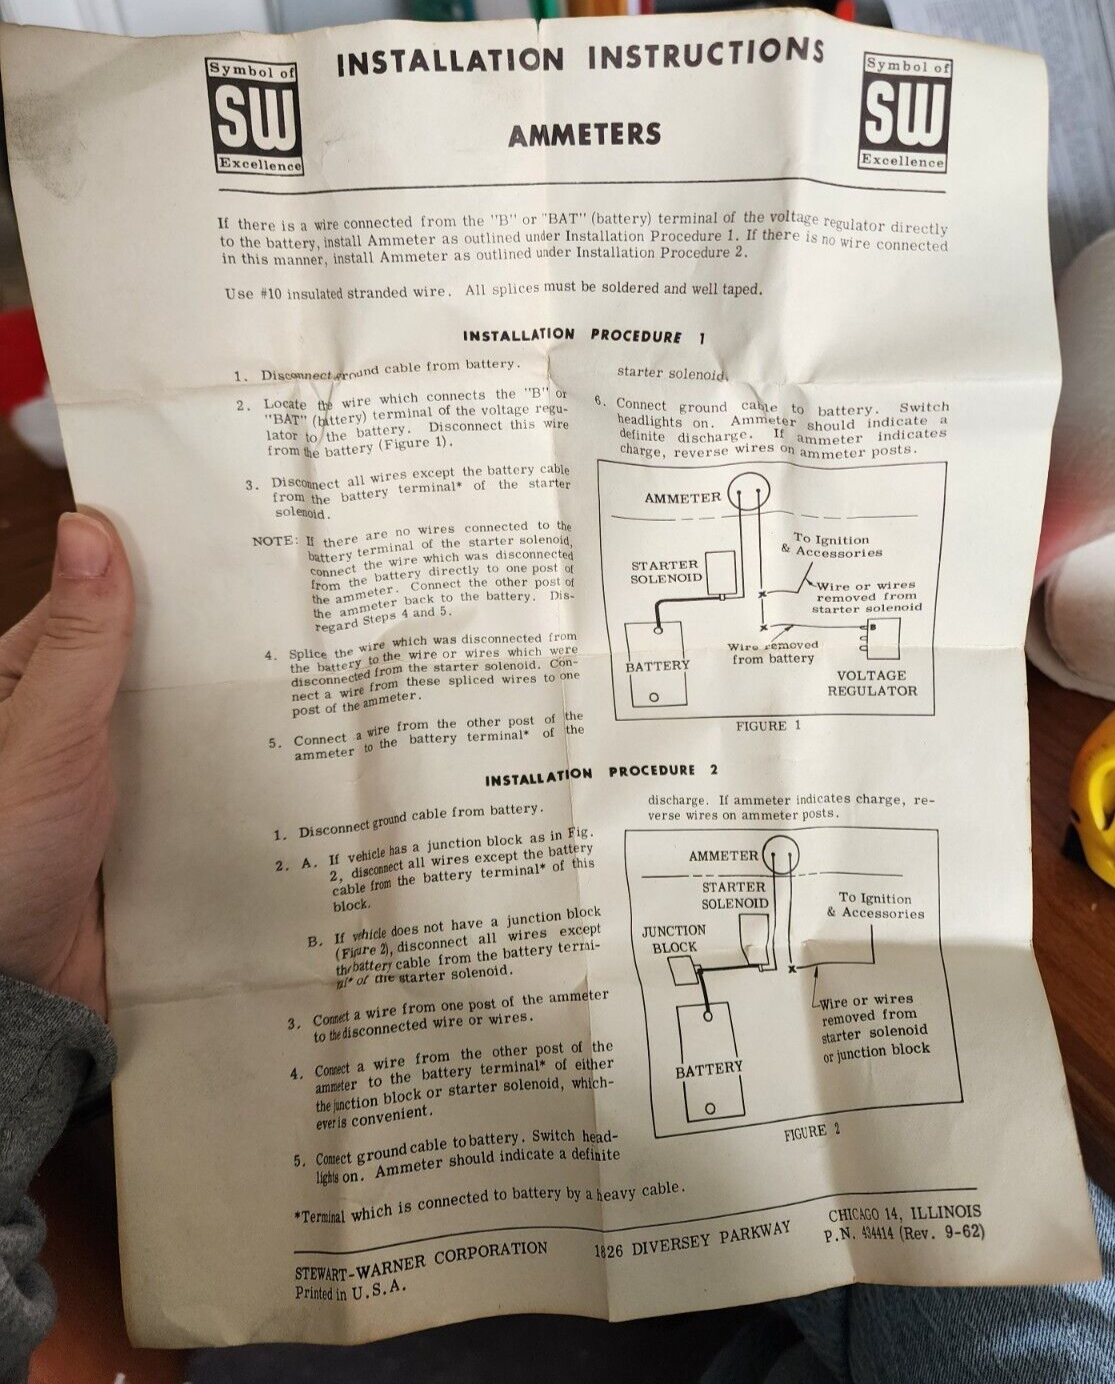 Symbol of
SW
Excellence
INSTALLATION INSTRUCTIONS
AMMETERS
Symbol of
SW
Excellence
If there is a wire connected from the "B" or "BAT" (battery) terminal of the voltage regulator directly
to the battery, install Ammeter as outlined under Installation Procedure 1. If there is no wire connected
in this manner, install Ammeter as outlined under Installation Procedure 2.
Use #10 insulated stranded wire. All splices must be soldered and well taped.
INSTALLATION PROCEDURE 1
1. Disconnect ground cable from battery.
2. Locate the wire which connects the "B" or
"BAT" (battery) terminal of the voltage regu-
lator to the battery. Disconnect this wire
from the battery (Figure 1).
3. Disconnect all wires except the battery cable
from the battery terminal* of the starter
solenoid.
NOTE: If there are no wires connected to the
battery terminal of the starter solenoid,
connect the wire which was disconnected
from the battery directly to one post of
the ammeter. Connect the other post of
the ammeter back to the battery. Dis-
regard Steps 4 and 5.
4. Splice the wire which was disconnected from
the battery to the wire or wires which were
disconnected from the starter solenoid. Con-
nect a wire from these spliced wires to one
post of the ammeter.
5. Connect a wire from the other post of the
ammeter to the battery terminal* of the
starter solenoid.
6. Connect ground cable to battery. Switch
headlights on. Ammeter should indicate a
definite discharge. If ammeter indicates
charge, reverse wires on ammeter posts.
AMMETER
To Ignition
& Accessories
STARTER
SOLENOID
Wire or wires
removed from
starter solenoid
B
Wire removed
from battery
BATTERY
VOLTAGE
REGULATOR
FIGURE 1
INSTALLATION PROCEDURE 2
1. Disconnect ground cable from battery.
2. A. If vehicle has a junction block as in Fig.
2, disconnect all wires except the battery
cable from the battery terminal* of this
block.
B. If vehicle does not have a junction block
(Figure 2), disconnect all wires except
the battery cable from the battery termi-
nal* of the starter solenoid.
3. Connect a wire from one post of the ammeter
to the disconnected wire or wires.
4. Connect a wire from the other post of the
ammeter to the battery terminal* of either
the junction block or starter solenoid, which-
ever is convenient.
5. Connect ground cable to battery. Switch head-
lights on. Ammeter should indicate a definite
discharge. If ammeter indicates charge, re-
verse wires on ammeter posts.
AMMETER
STARTER
SOLENOID
To Ignition
& Accessories
JUNCTION
BLOCK
Wire or wires
removed from
starter solenoid
or junction block
BATTERY
FIGURE 2
*Terminal which is connected to battery by a heavy cable.
STEWART-WARNER CORPORATION 1826 DIVERSEY PARKWAY CHICAGO 14, ILLINOIS
Printed in U.S.A. P.N. 434414 (Rev. 9-62)